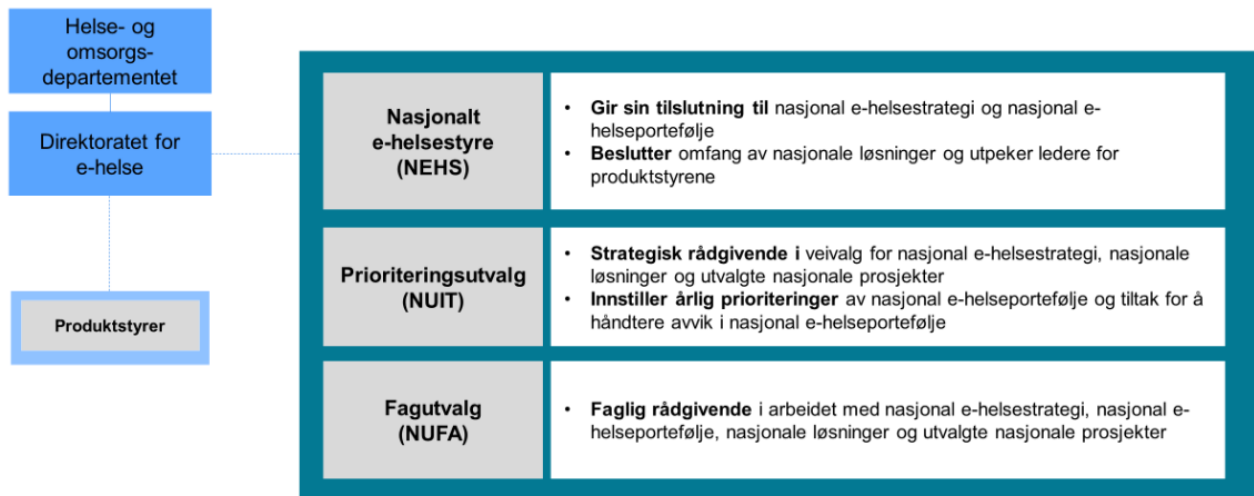 Helse- og
omsorgs-
departementet
Direktoratet for
e-helse
Produktstyrer
Nasjonalt
e-helsestyre
(NEHS)
• Gir sin tilslutning til nasjonal e-helsestrategi og nasjonal e-
helseportefølje
• Beslutter omfang av nasjonale løsninger og utpeker ledere for
produktstyrene
Prioriteringsutvalg
(NUIT)
• Strategisk rådgivende i veivalg for nasjonal e-helsestrategi, nasjonale
løsninger og utvalgte nasjonale prosjekter
• Innstiller årlig prioriteringer av nasjonal e-helseportefølje og tiltak for å
håndtere avvik i nasjonal e-helseportefølje
Fagutvalg
(NUFA)
• Faglig rådgivende i arbeidet med nasjonal e-helsestrategi, nasjonal e-
helseportefølje, nasjonale løsninger og utvalgte nasjonale prosjekter